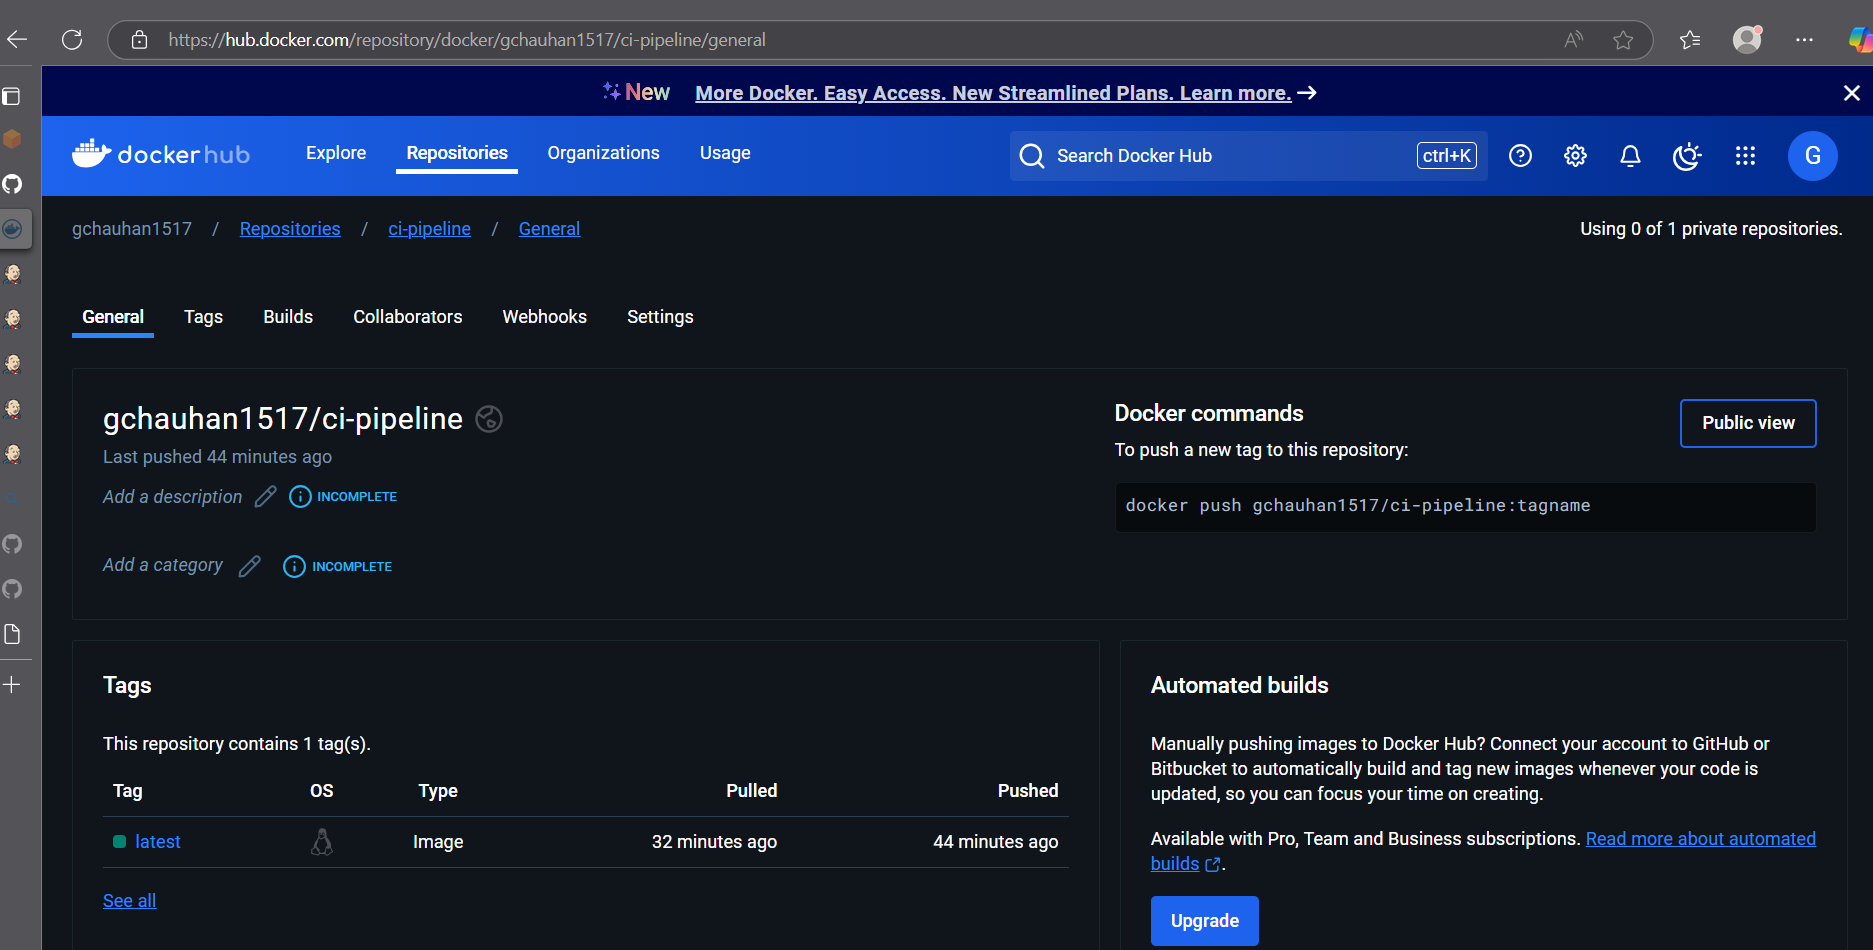 https://hub.docker.com/repository/docker/gchauhan1517/ci-pipeline/general
New More Docker. Easy Access. New Streamlined Plans. Learn more. →
dockerhub Explore Repositories Organizations Usage Search Docker Hub ctrl+K G
gchauhan1517 / Repositories / ci-pipeline / General Using 0 of 1 private repositories.
General Tags Builds Collaborators Webhooks Settings
gchauhan1517/ci-pipeline
Last pushed 44 minutes ago
Add a description INCOMPLETE
Add a category INCOMPLETE
Docker commands
Public view
To push a new tag to this repository:
docker push gchauhan1517/ci-pipeline:tagname
Tags
This repository contains 1 tag(s).
Tag OS Type Pulled Pushed
latest Image 32 minutes ago 44 minutes ago
See all
Automated builds
Manually pushing images to Docker Hub? Connect your account to GitHub or
Bitbucket to automatically build and tag new images whenever your code is
updated, so you can focus your time on creating.
Available with Pro, Team and Business subscriptions. Read more about automated
builds .
Upgrade